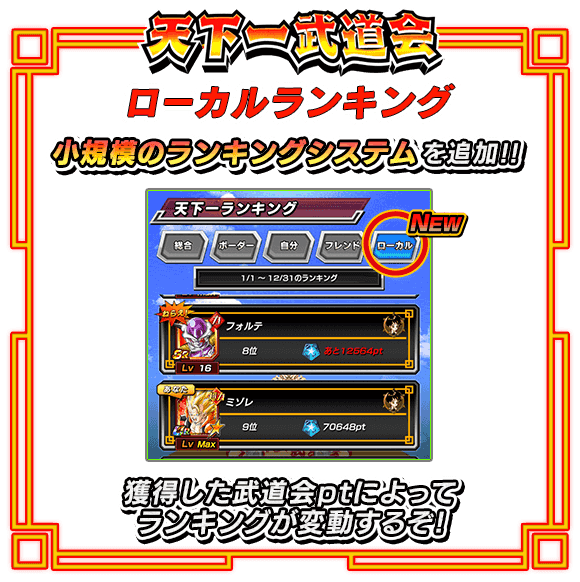 天下一武道会
ローカルランキング
小規模のランキングシステムを追加!!
天下一ランキング
NEW
総合 ボーダー 自分 フレンド ローカル
1/1 ～ 12/31のランキング
ねらえ!
フォルテ
SR 8位 あと12664pt
Lv 16
あなた
ミゾレ
9位 70648pt
Lv Max
獲得した武道会ptによって
ランキングが変動するぞ!